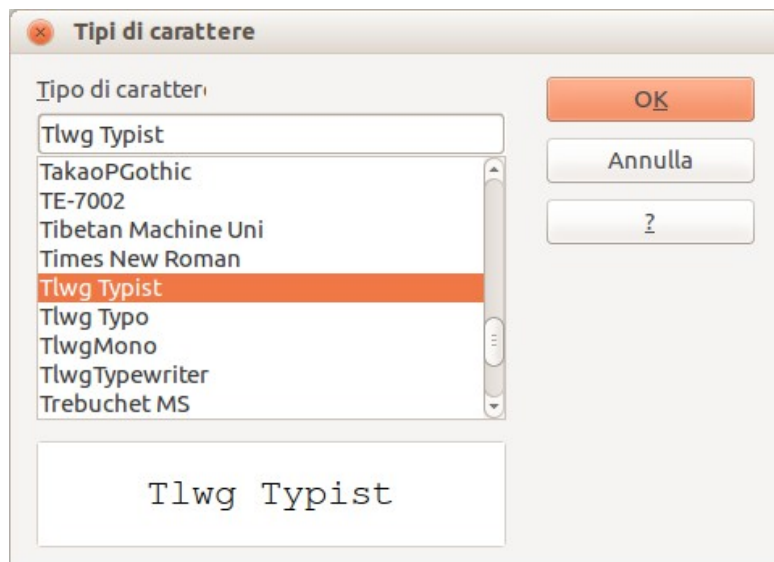 Tipi di carattere
Tipo di carattere
Tlwg Typist
TakaoPGothic
TE-7002
Tibetan Machine Uni
Times New Roman
Tlwg Typist
Tlwg Typo
TlwgMono
TlwgTypewriter
Trebuchet MS
Tlwg Typist
OK
Annulla
?